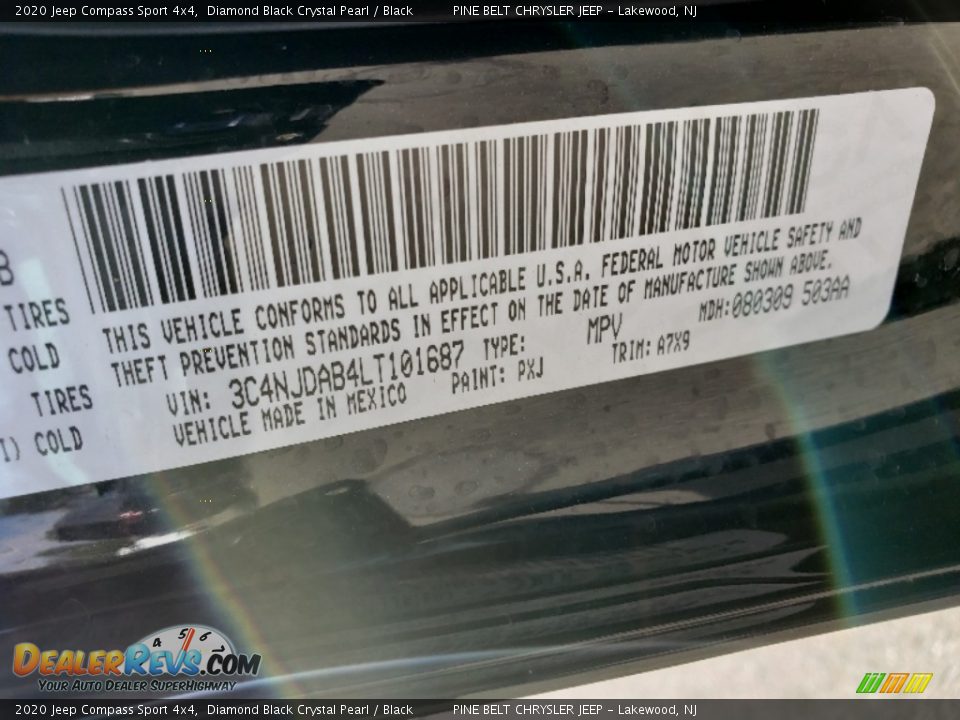 2020 Jeep Compass Sport 4x4, Diamond Black Crystal Pearl / Black PINE BELT CHRYSLER JEEP - Lakewood, NJ
B
TIRES
COLD
TIRES
I) COLD
THIS VEHICLE CONFORMS TO ALL APPLICABLE U.S.A. FEDERAL MOTOR VEHICLE SAFETY AND
THEFT PREVENTION STANDARDS IN EFFECT ON THE DATE OF MANUFACTURE SHOWN ABOVE.
VIN: 3C4NJDAB4LT101687 TYPE: MPV MDH:080309 503AA
VEHICLE MADE IN MEXICO PAINT: PXJ TRIM: A7X9
4 5 6
DealerRevs.com
Your Auto Dealer SuperHighway
2020 Jeep Compass Sport 4x4, Diamond Black Crystal Pearl / Black PINE BELT CHRYSLER JEEP - Lakewood, NJ